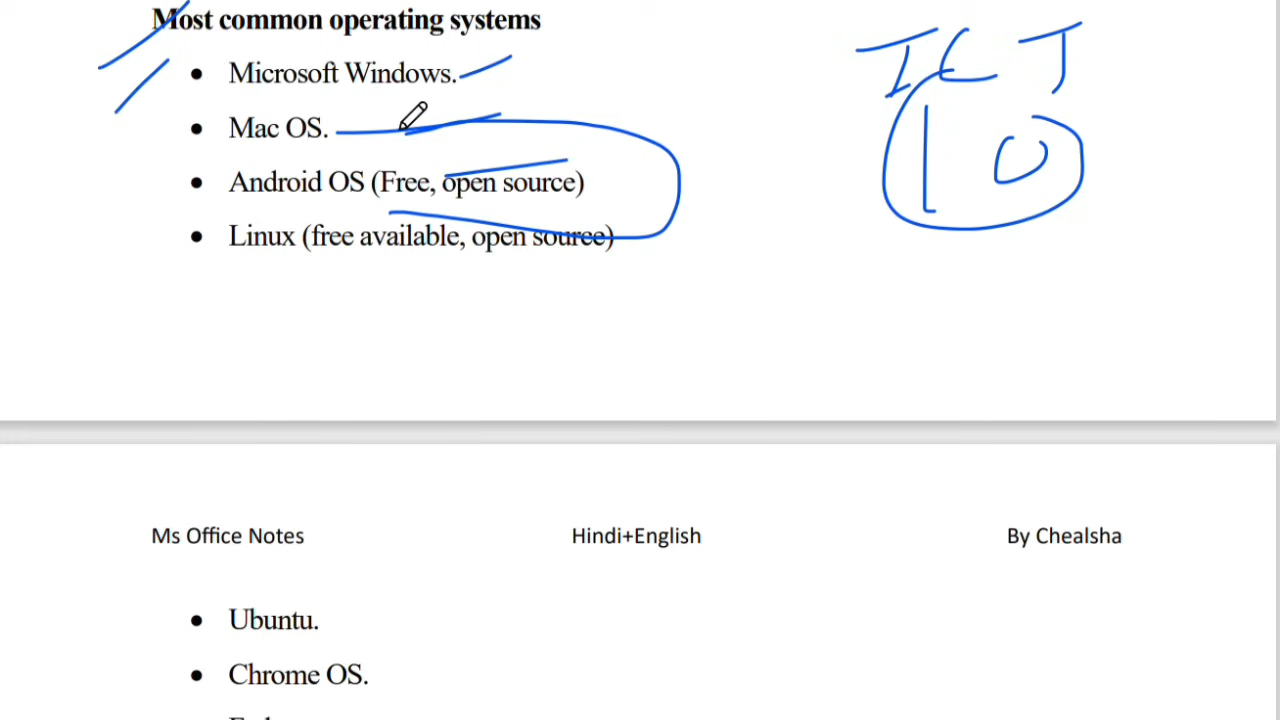 Most common operating systems
• Microsoft Windows.
• Mac OS.
• Android OS (Free, open source)
• Linux (free available, open source)
ICT
10
Ms Office Notes Hindi+English By Chealsha
• Ubuntu.
• Chrome OS.